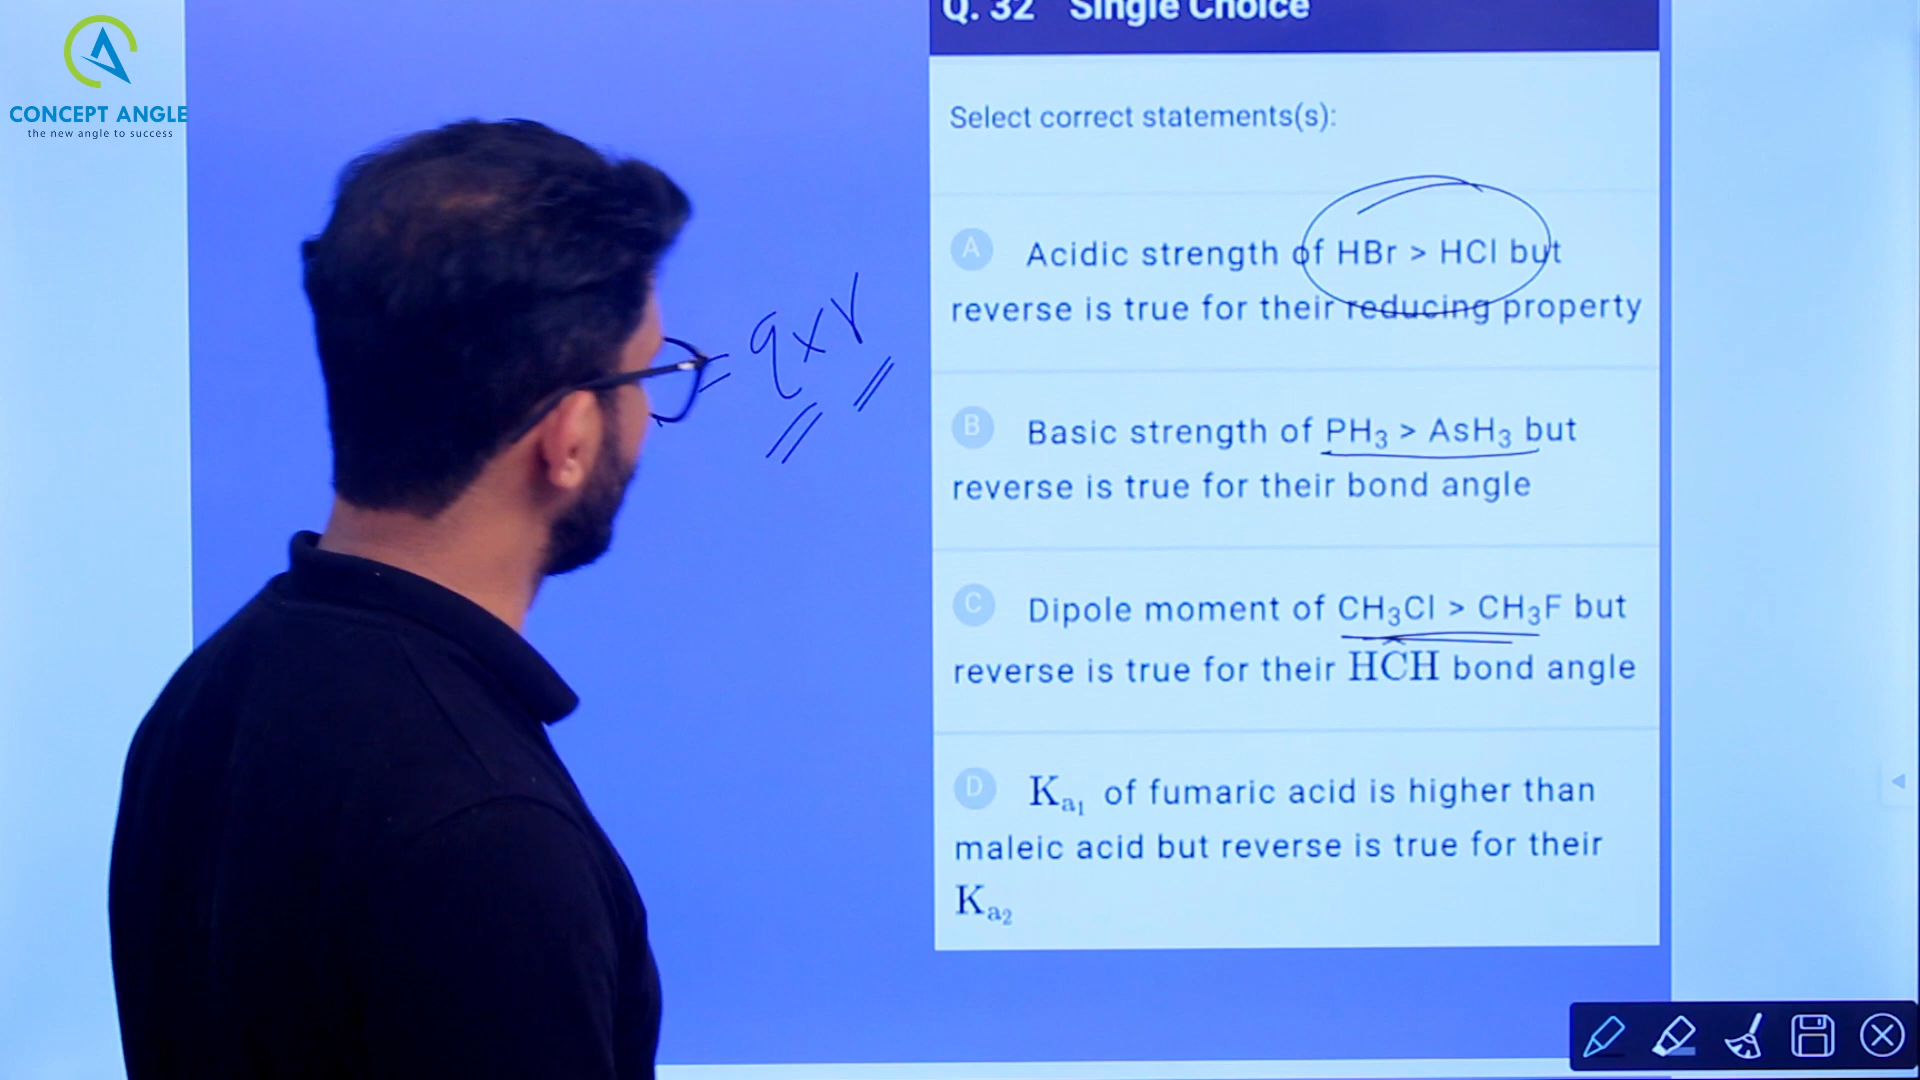 CONCEPT ANGLE
the new angle to success
Q. 32 Single Choice
Select correct statements(s):
A Acidic strength of HBr > HCl but
reverse is true for their reducing property
B Basic strength of PH₃ > AsH₃ but
reverse is true for their bond angle
C Dipole moment of CH₃Cl > CH₃F but
reverse is true for their HCH bond angle
D Kₐ₁ of fumaric acid is higher than
maleic acid but reverse is true for their
Kₐ₂
= q×r